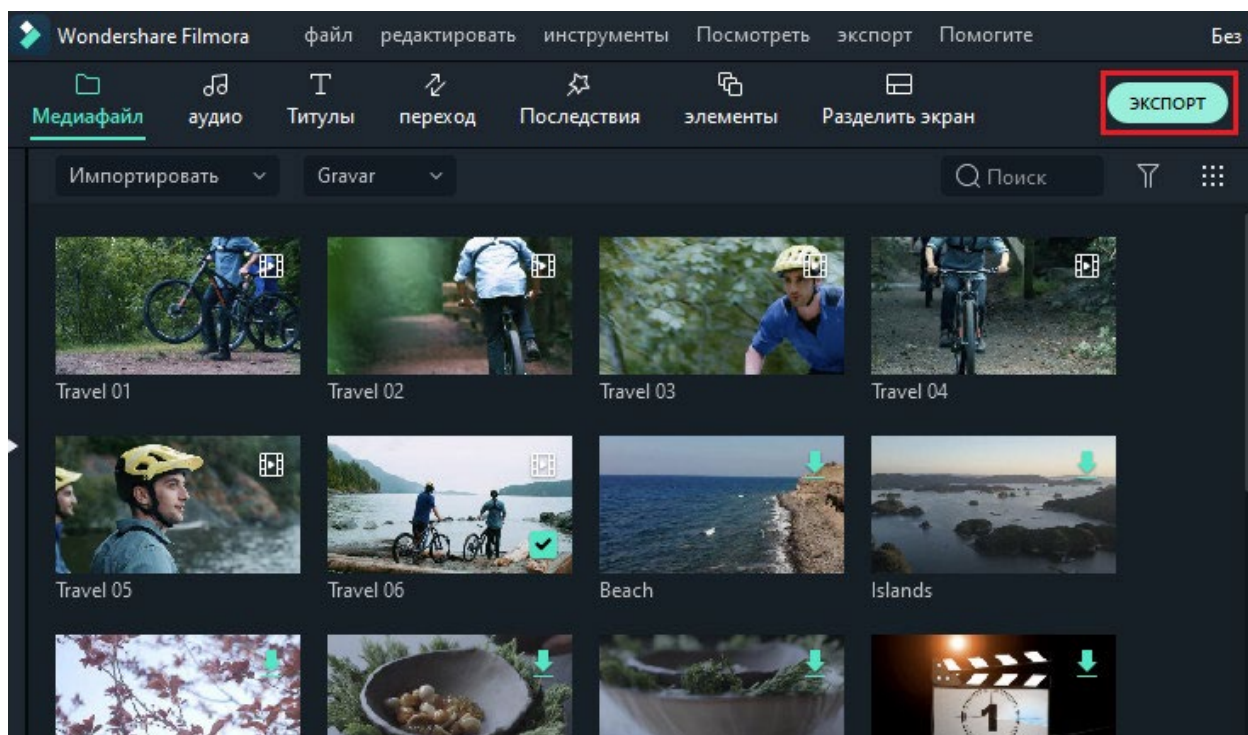 Wondershare Filmora файл редактировать инструменты Посмотреть экспорт Помогите Без
Медиафайл аудио Титулы переход Последствия элементы Разделить экран ЭКСПОРТ
Импортировать Gravar Поиск
Travel 01 Travel 02 Travel 03 Travel 04
Travel 05 Travel 06 Beach Islands
1